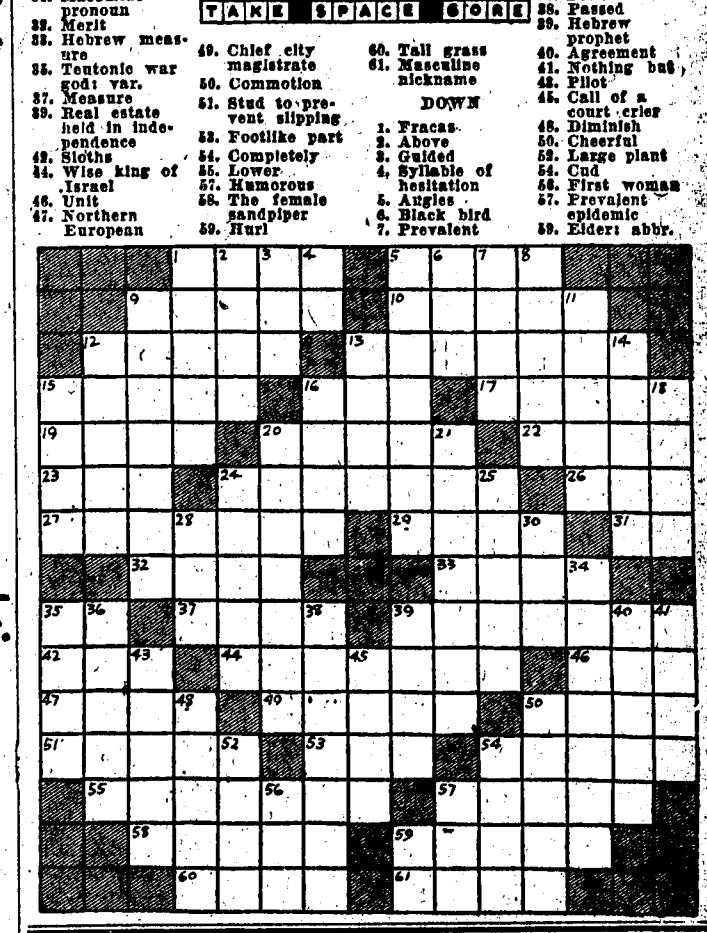 pronoun
32. Merit
33. Hebrew meas-
ure
35. Teutonic war
god: var.
37. Measure
39. Real estate
held in inde-
pendence
42. Sloths
44. Wise king of
Israel
46. Unit
47. Northern
European
TAKE SPACE GORE
49. Chief city
magistrate
50. Commotion
51. Stud to pre-
vent slipping
53. Footlike part
54. Completely
55. Lower
57. Humorous
58. The female
sandpiper
59. Hurl
60. Tall grass
61. Masculine
nickname
DOWN
1. Fracas
2. Above
3. Guided
4. Syllable of
hesitation
5. Angles
6. Black bird
7. Prevalent
38. Passed
39. Hebrew
prophet
40. Agreement
41. Nothing but
43. Pilot
45. Call of a
court crier
48. Diminish
50. Cheerful
52. Large plant
54. Cud
56. First woman
57. Prevalent
epidemic
59. Elder: abbr.
1 2 3 4 5 6 7 8
9 10 11
12 13 14
15 16 17 18
19 20 21 22
23 24 25 26
27 28 29 30 31
32 33 34
35 36 37 38 39 40 41
42 43 44 45 46
47 48 49 50
51 52 53 54
55 56 57
58 59
60 61